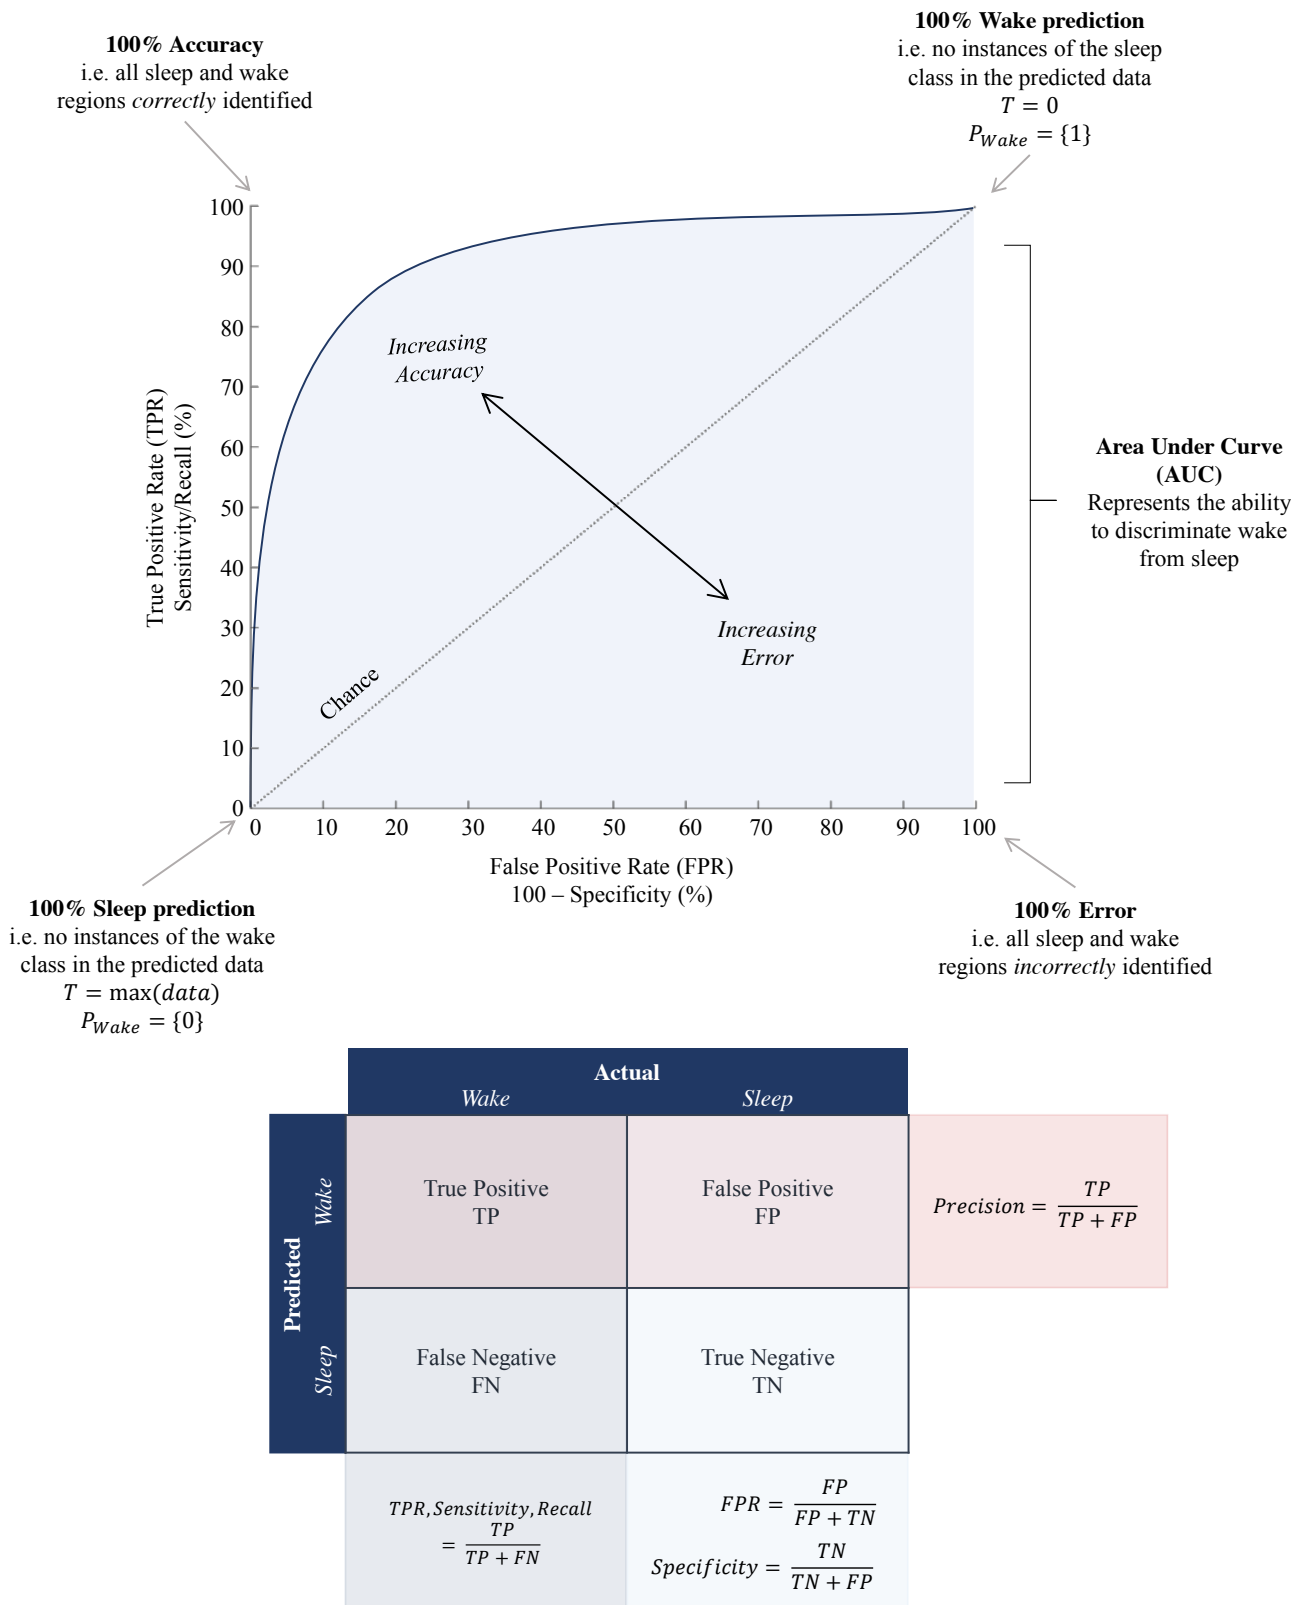 100% Accuracy
i.e. all sleep and wake
regions correctly identified
100% Wake prediction
i.e. no instances of the sleep
class in the predicted data
T = 0
P_Wake = {1}
100
90
80
70
60
50
40
30
20
10
0
True Positive Rate (TPR)
Sensitivity/Recall (%)
Increasing
Accuracy
Increasing
Error
Chance
Area Under Curve
(AUC)
Represents the ability
to discriminate wake
from sleep
0 10 20 30 40 50 60 70 80 90 100
False Positive Rate (FPR)
100 – Specificity (%)
100% Sleep prediction
i.e. no instances of the wake
class in the predicted data
T = max(data)
P_Wake = {0}
100% Error
i.e. all sleep and wake
regions incorrectly identified
Actual
Wake Sleep
Predicted
Wake
Sleep
True Positive
TP
False Positive
FP
Precision = TP / (TP + FP)
False Negative
FN
True Negative
TN
TPR, Sensitivity, Recall
= TP / (TP + FN)
FPR = FP / (FP + TN)
Specificity = TN / (TN + FP)